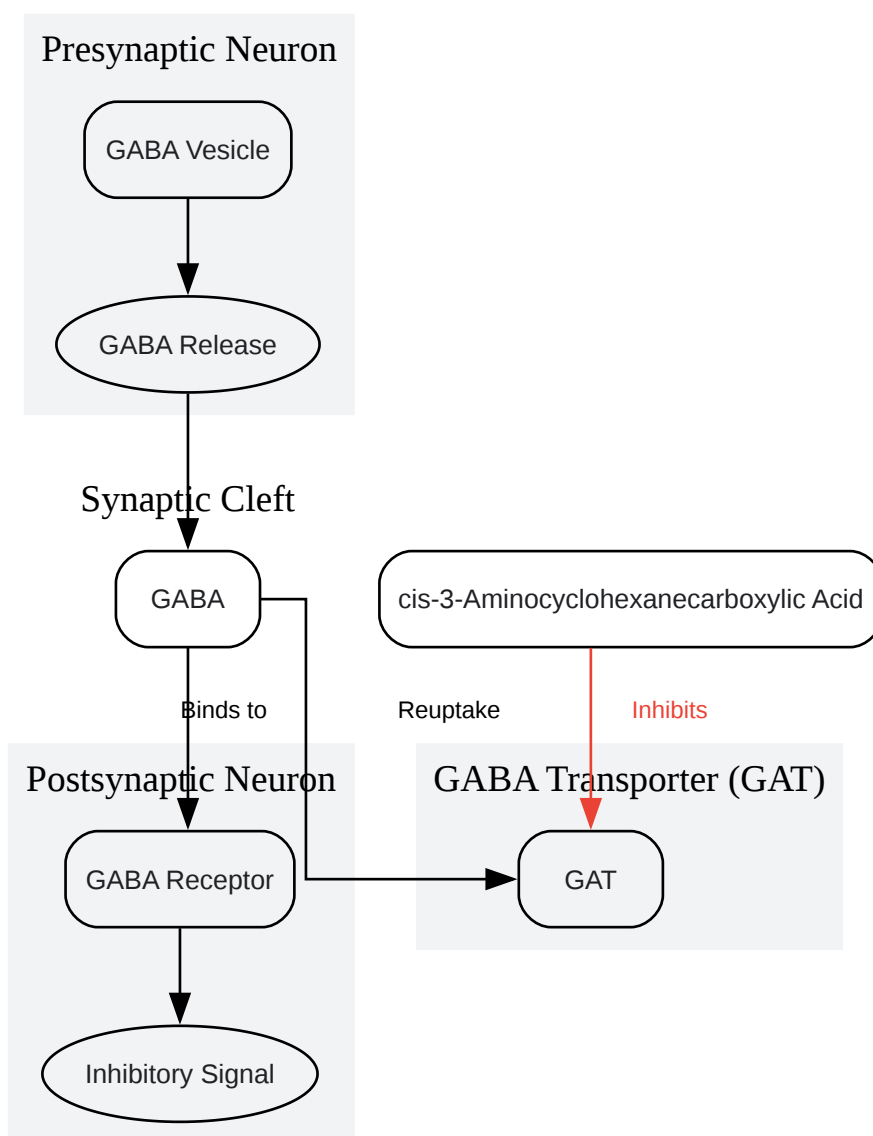 Presynaptic Neuron
GABA Vesicle
GABA Release
Synaptic Cleft
GABA
cis-3-Aminocyclohexanecarboxylic Acid
Binds to
Reuptake
Inhibits
Postsynaptic Neuron
GABA Transporter (GAT)
GABA Receptor
GAT
Inhibitory Signal